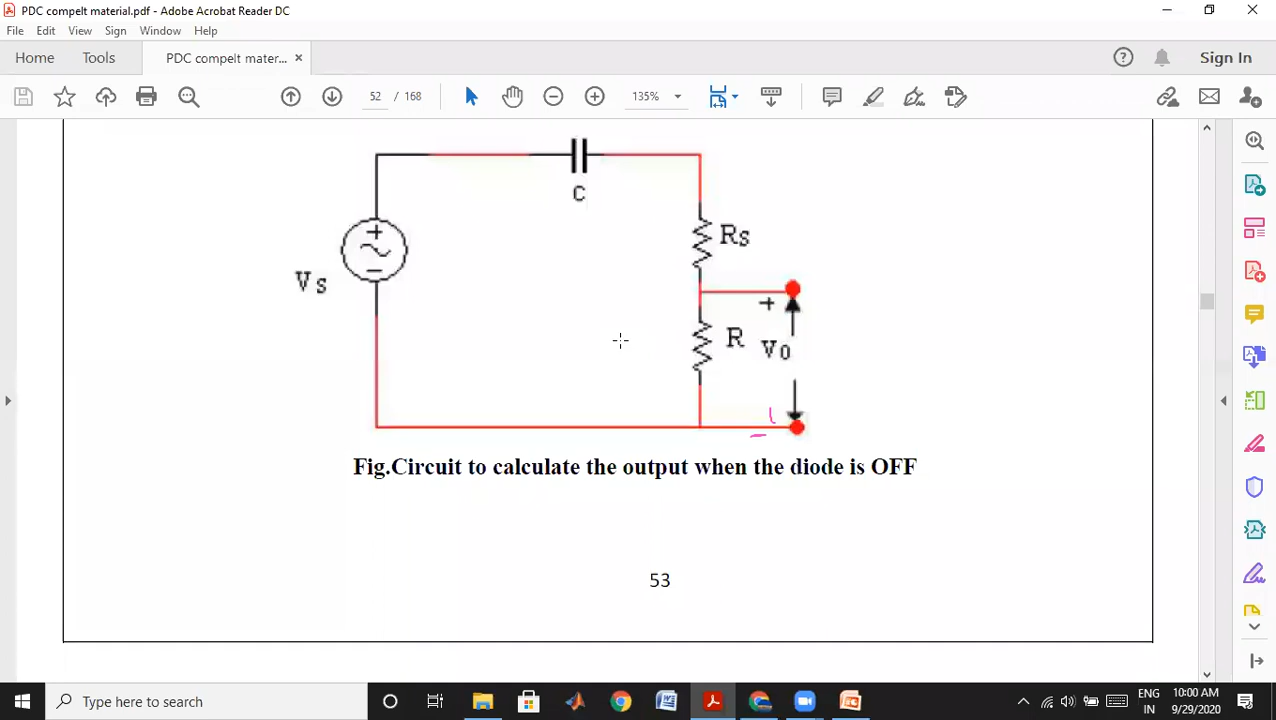 PDC compelt material.pdf - Adobe Acrobat Reader DC
File Edit View Sign Window Help
Home Tools PDC compelt mater... × Sign In
52 / 168 135%
C
+
Rs
Vs
+
R
Vo
Fig.Circuit to calculate the output when the diode is OFF
53
Type here to search
ENG 10:00 AM
IN 9/29/2020